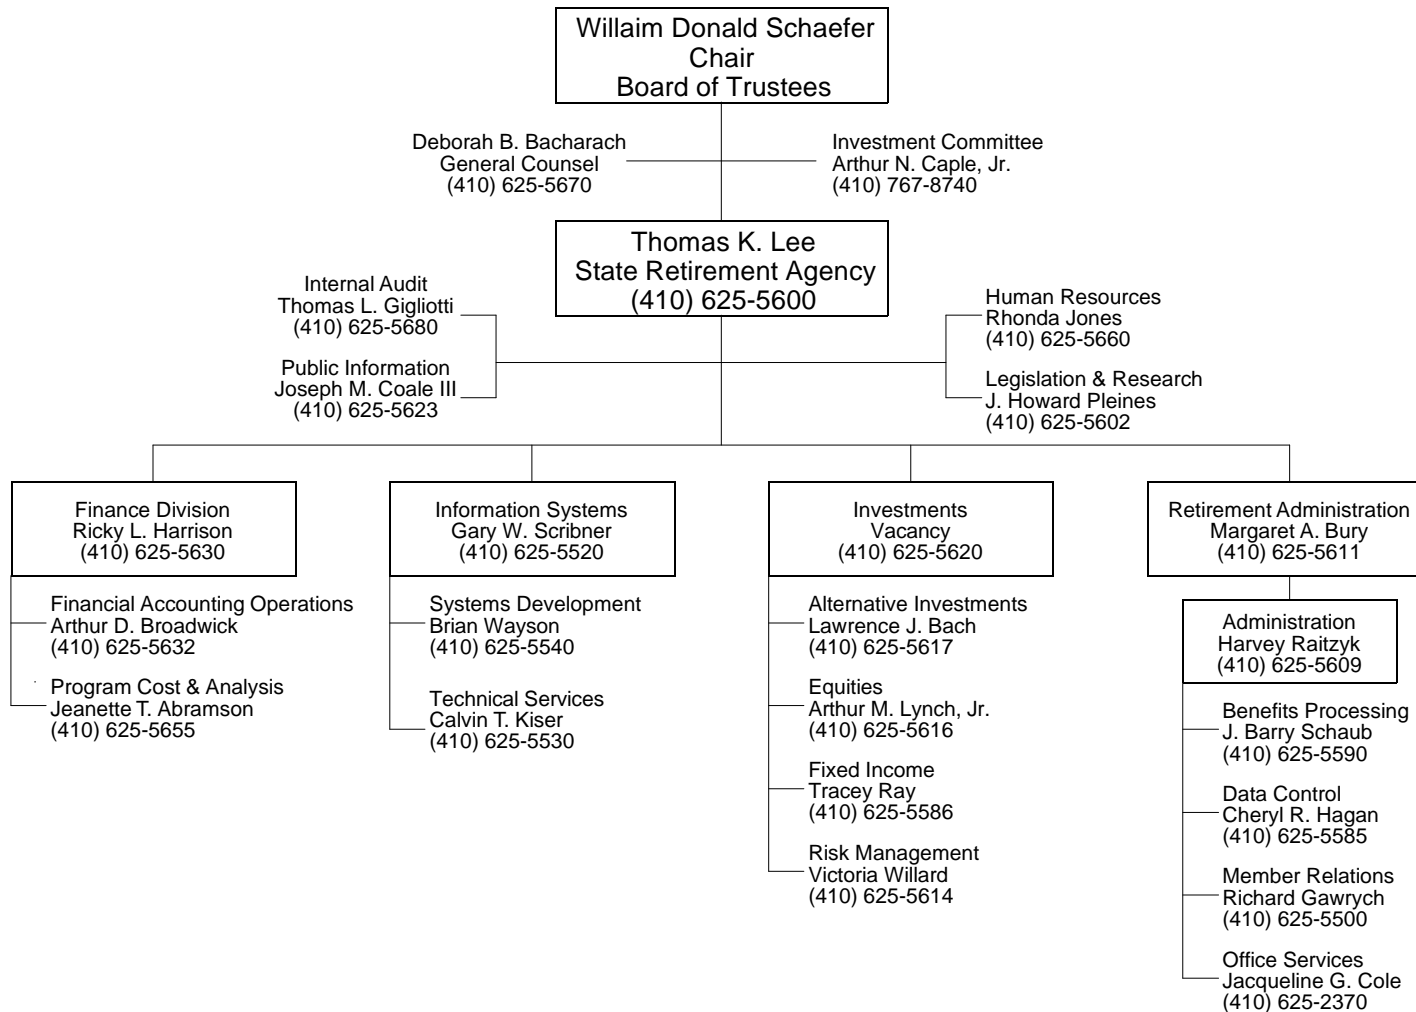 Willaim Donald Schaefer
Chair
Board of Trustees
Deborah B. Bacharach
General Counsel
(410) 625-5670
Investment Committee
Arthur N. Caple, Jr.
(410) 767-8740
Thomas K. Lee
State Retirement Agency
(410) 625-5600
Internal Audit
Thomas L. Gigliotti
(410) 625-5680
Public Information
Joseph M. Coale III
(410) 625-5623
Human Resources
Rhonda Jones
(410) 625-5660
Legislation & Research
J. Howard Pleines
(410) 625-5602
Finance Division
Ricky L. Harrison
(410) 625-5630
Financial Accounting Operations
Arthur D. Broadwick
(410) 625-5632
Program Cost & Analysis
Jeanette T. Abramson
(410) 625-5655
Information Systems
Gary W. Scribner
(410) 625-5520
Systems Development
Brian Wayson
(410) 625-5540
Technical Services
Calvin T. Kiser
(410) 625-5530
Investments
Vacancy
(410) 625-5620
Alternative Investments
Lawrence J. Bach
(410) 625-5617
Equities
Arthur M. Lynch, Jr.
(410) 625-5616
Fixed Income
Tracey Ray
(410) 625-5586
Risk Management
Victoria Willard
(410) 625-5614
Retirement Administration
Margaret A. Bury
(410) 625-5611
Administration
Harvey Raitzyk
(410) 625-5609
Benefits Processing
J. Barry Schaub
(410) 625-5590
Data Control
Cheryl R. Hagan
(410) 625-5585
Member Relations
Richard Gawrych
(410) 625-5500
Office Services
Jacqueline G. Cole
(410) 625-2370